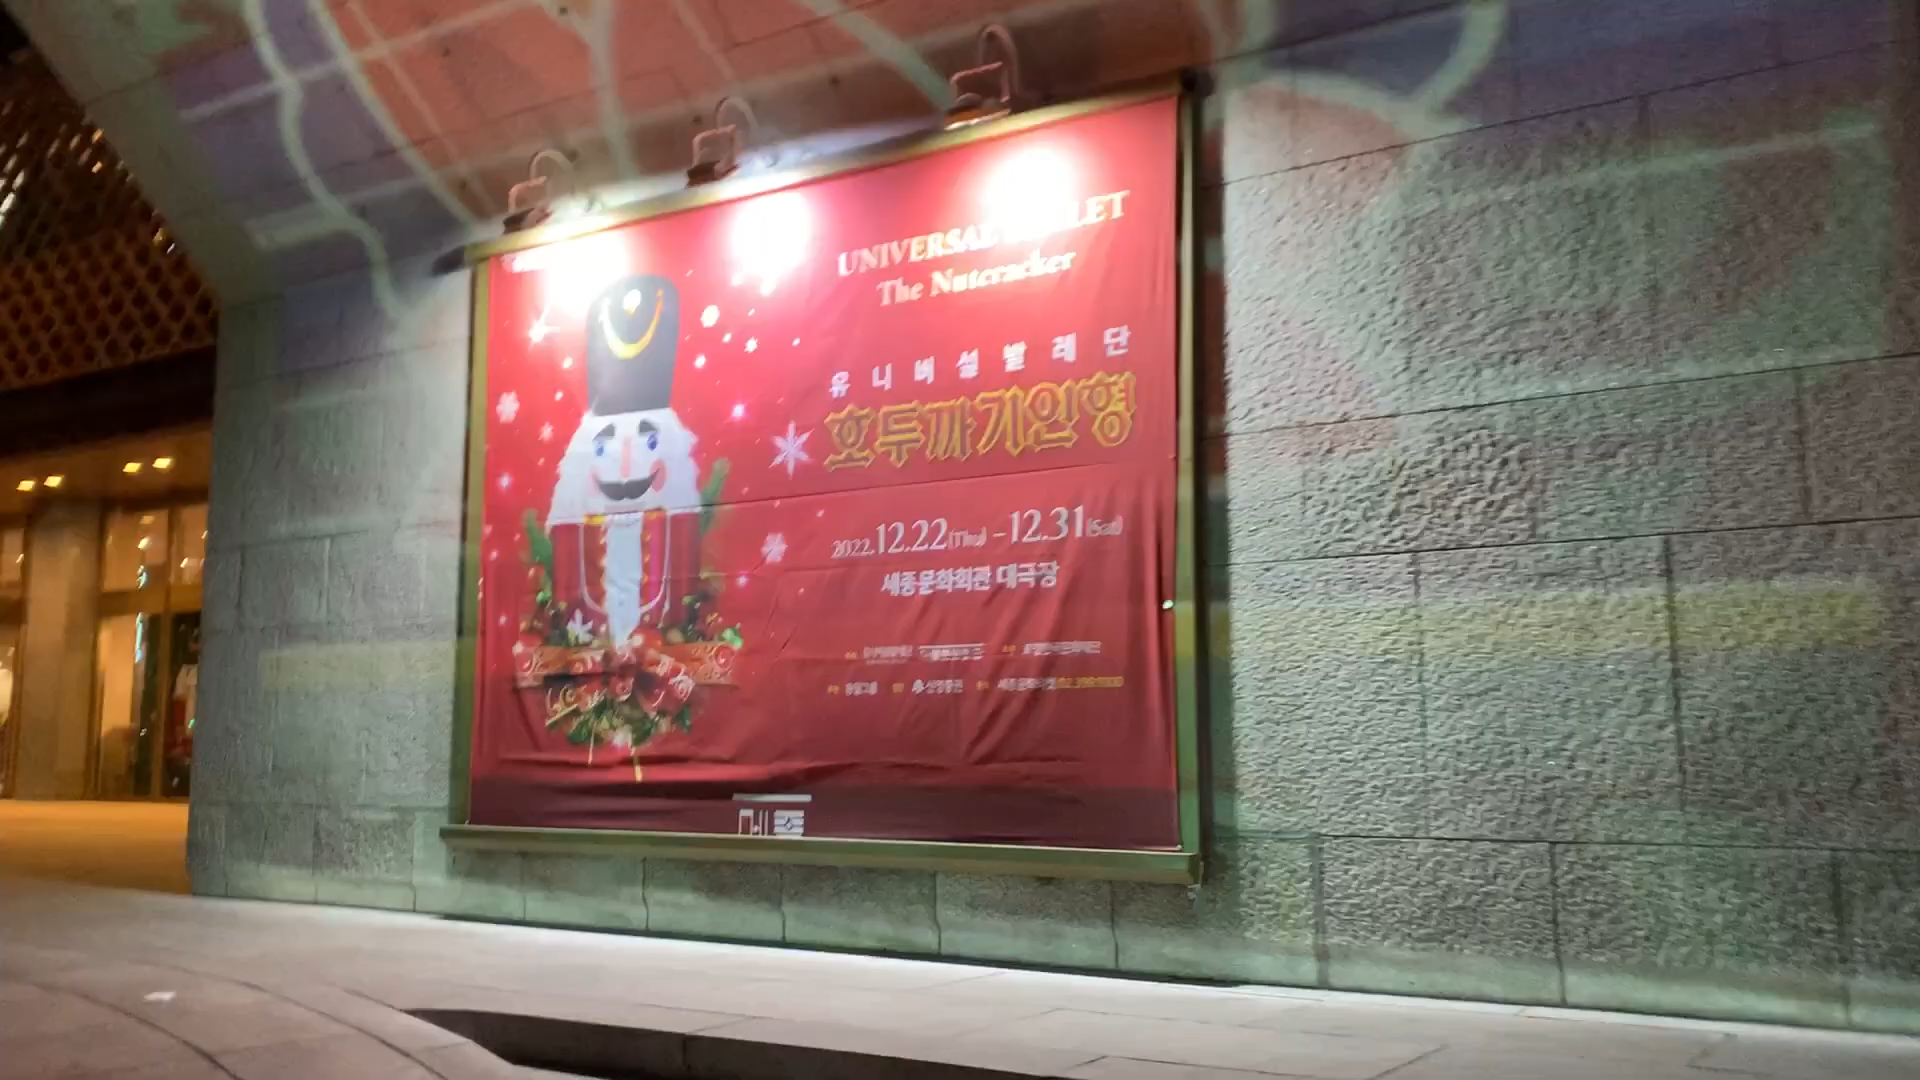 UNIVERSAL BALLET
The Nutcracker
유니버설발레단
호두까기인형
2022.12.22(Thu) - 12.31(Sat)
세종문화회관 대극장